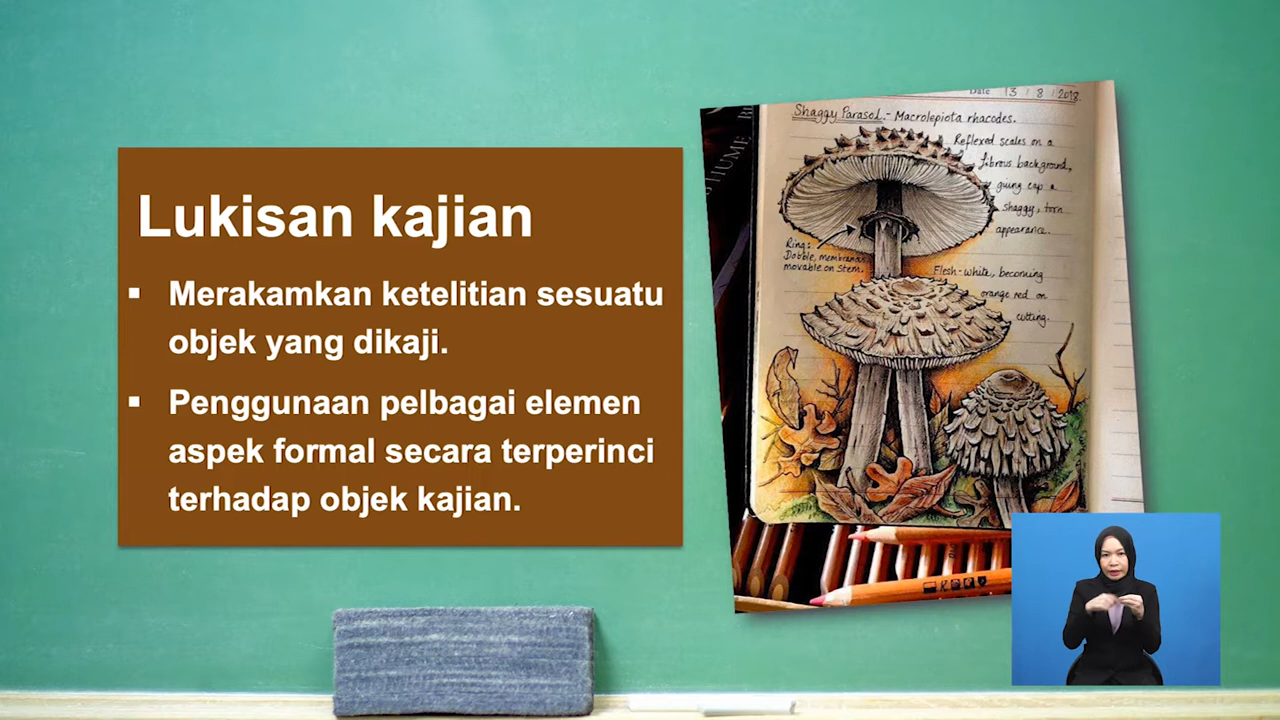 Lukisan kajian
▪ Merakamkan ketelitian sesuatu
objek yang dikaji.
▪ Penggunaan pelbagai elemen
aspek formal secara terperinci
terhadap objek kajian.
Date 13 / 8 / 2018
Shaggy Parasol - Macrolepiota rhacodes.
Reflexed scales on a
fibrous background,
giving cap a
shaggy, torn
appearance.
Ring:
Dobble, membranous
movable on stem.
Flesh-white, becoming
orange red on
cutting.